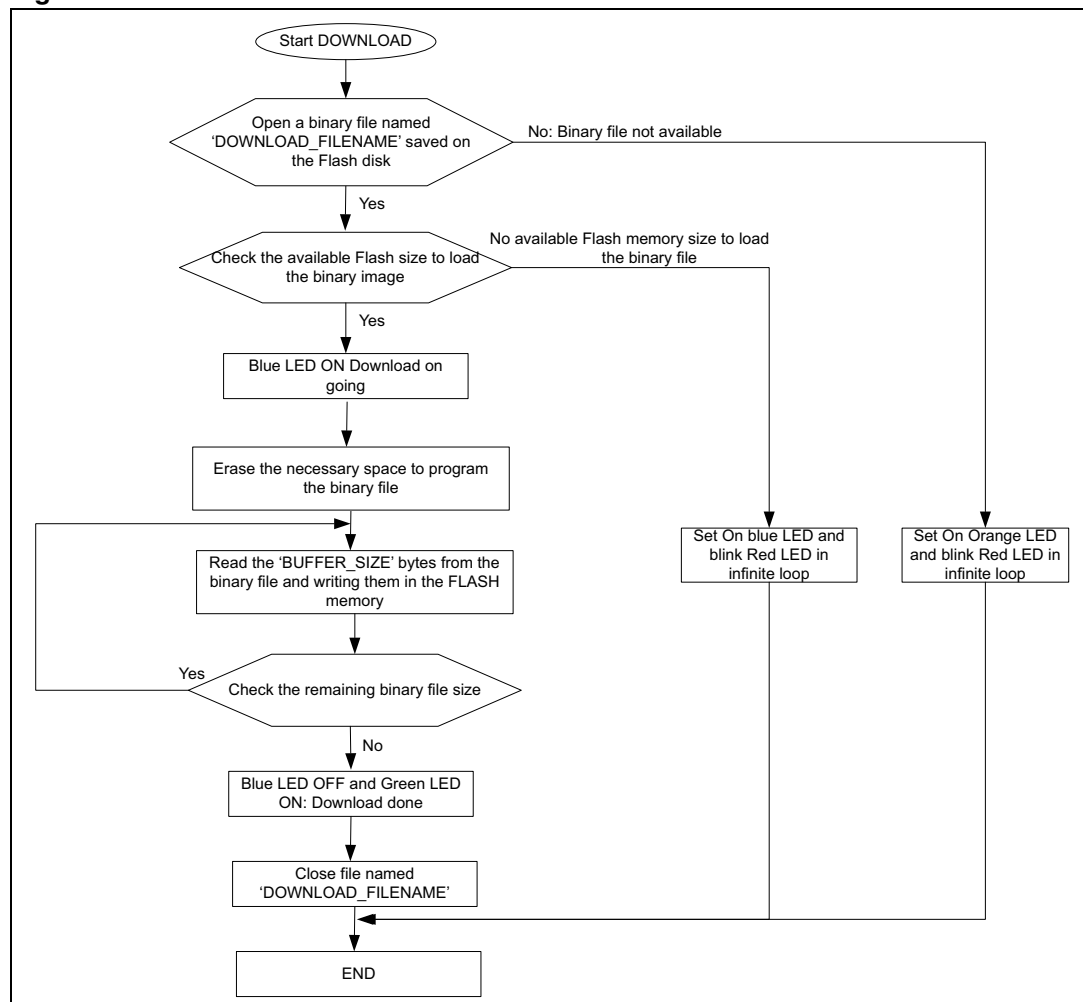 Start DOWNLOAD
Open a binary file named
‘DOWNLOAD_FILENAME’ saved on
the Flash disk
No: Binary file not available
Yes
Check the available Flash size to load
the binary image
No available Flash memory size to load
the binary file
Yes
Blue LED ON Download on
going
Erase the necessary space to program
the binary file
Read the ‘BUFFER_SIZE’ bytes from the
binary file and writing them in the FLASH
memory
Set On blue LED and
blink Red LED in
infinite loop
Set On Orange LED
and blink Red LED in
infinite loop
Yes
Check the remaining binary file size
No
Blue LED OFF and Green LED
ON: Download done
Close file named
‘DOWNLOAD_FILENAME’
END